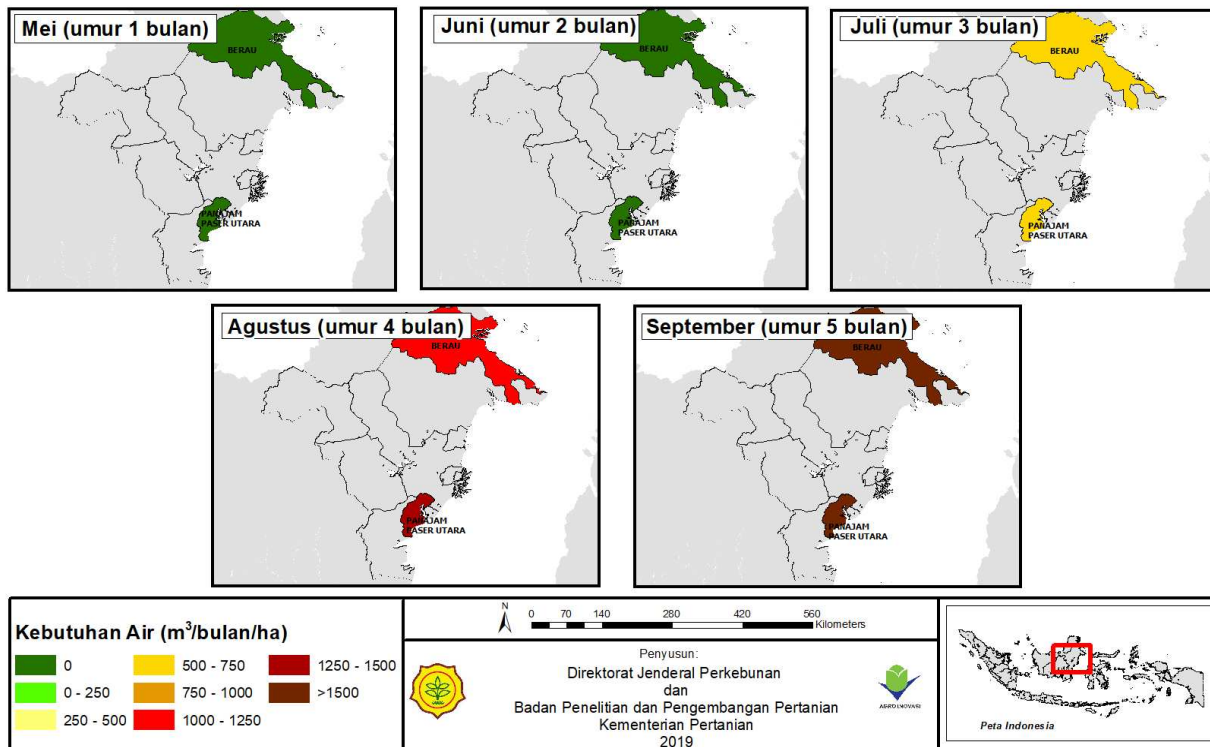 Mei (umur 1 bulan)
BERAU
PANAJAM
PASER UTARA
Juni (umur 2 bulan)
BERAU
PANAJAM
PASER UTARA
Juli (umur 3 bulan)
BERAU
PANAJAM
PASER UTARA
Agustus (umur 4 bulan)
BERAU
PANAJAM
PASER UTARA
September (umur 5 bulan)
BERAU
PANAJAM
PASER UTARA
Kebutuhan Air (m³/bulan/ha)
0
0 - 250
250 - 500
500 - 750
750 - 1000
1000 - 1250
1250 - 1500
>1500
N
0 70 140 280 420 560
Kilometers
Penyusun:
Direktorat Jenderal Perkebunan
dan
Badan Penelitian dan Pengembangan Pertanian
Kementerian Pertanian
2019
AGRO INOVASI
Peta Indonesia